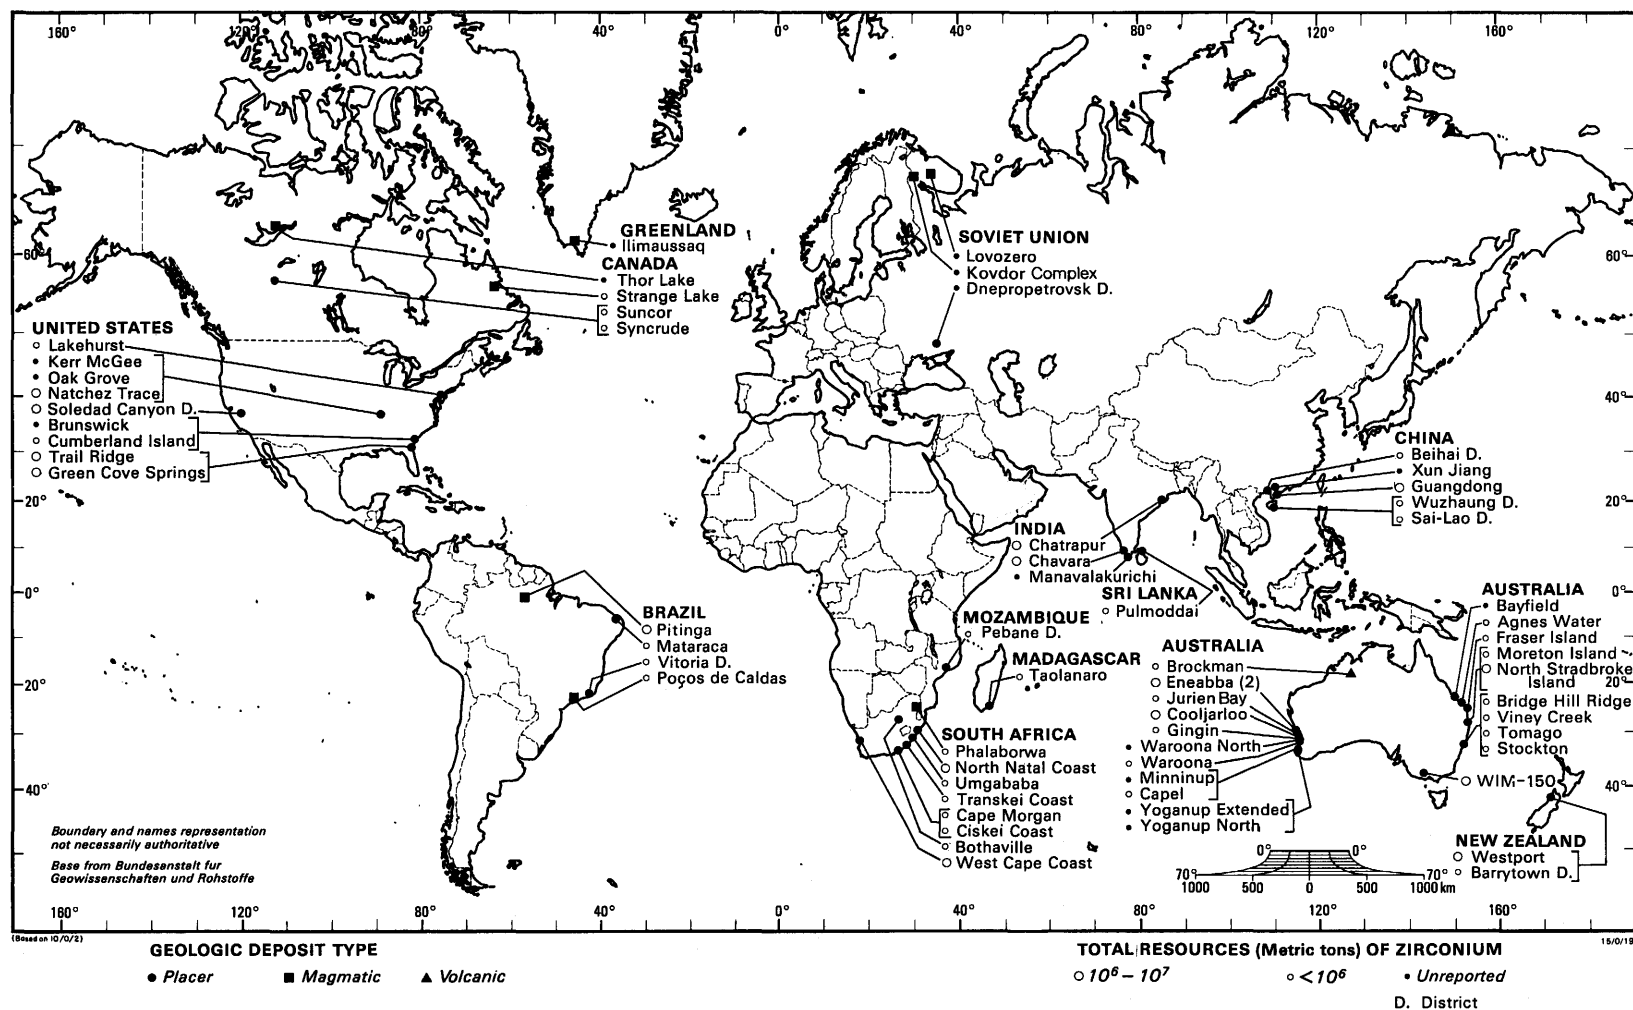 160° 120° 80° 40° 0° 40° 80° 120° 160°
60° 60°
GREENLAND
Ilimaussaq
CANADA
Thor Lake
Strange Lake
Suncor
Syncrude
SOVIET UNION
Lovozero
Kovdor Complex
Dnepropetrovsk D.
UNITED STATES
Lakehurst
Kerr McGee
Oak Grove
Natchez Trace
Soledad Canyon D.
Brunswick
Cumberland Island
Trail Ridge
Green Cove Springs
40°
CHINA
Beihai D.
Xun Jiang
Guangdong
Wuzhaung D.
Sai-Lao D.
20° 20°
INDIA
Chatrapur
Chavara
Manavalakurichi
SRI LANKA
Pulmoddai
0° 0°
BRAZIL
Pitinga
Mataraca
Vitoria D.
Poços de Caldas
MOZAMBIQUE
Pebane D.
MADAGASCAR
Taolanaro
AUSTRALIA
Brockman
Eneabba (2)
Jurien Bay
Cooljarloo
Gingin
Waroona North
Waroona
Minninup
Capel
Yoganup Extended
Yoganup North
AUSTRALIA
Bayfield
Agnes Water
Fraser Island
Moreton Island
North Stradbroke
Island
Bridge Hill Ridge
Viney Creek
Tomago
Stockton
WIM-150
20° 20°
SOUTH AFRICA
Phalaborwa
North Natal Coast
Umgababa
Transkei Coast
Cape Morgan
Ciskei Coast
Bothaville
West Cape Coast
40° 40°
NEW ZEALAND
Westport
Barrytown D.
Boundary and names representation
not necessarily authoritative
Base from Bundesanstalt fur
Geowissenschaften und Rohstoffe
0° 0°
70° 70°
1000 500 0 500 1000 km
160° 120° 80° 40° 0° 40° 80° 120° 160°
(Based on 10/0/2) 15/0/19
GEOLOGIC DEPOSIT TYPE
Placer Magmatic Volcanic
TOTAL RESOURCES (Metric tons) OF ZIRCONIUM
10⁶–10⁷ <10⁶ Unreported
D. District